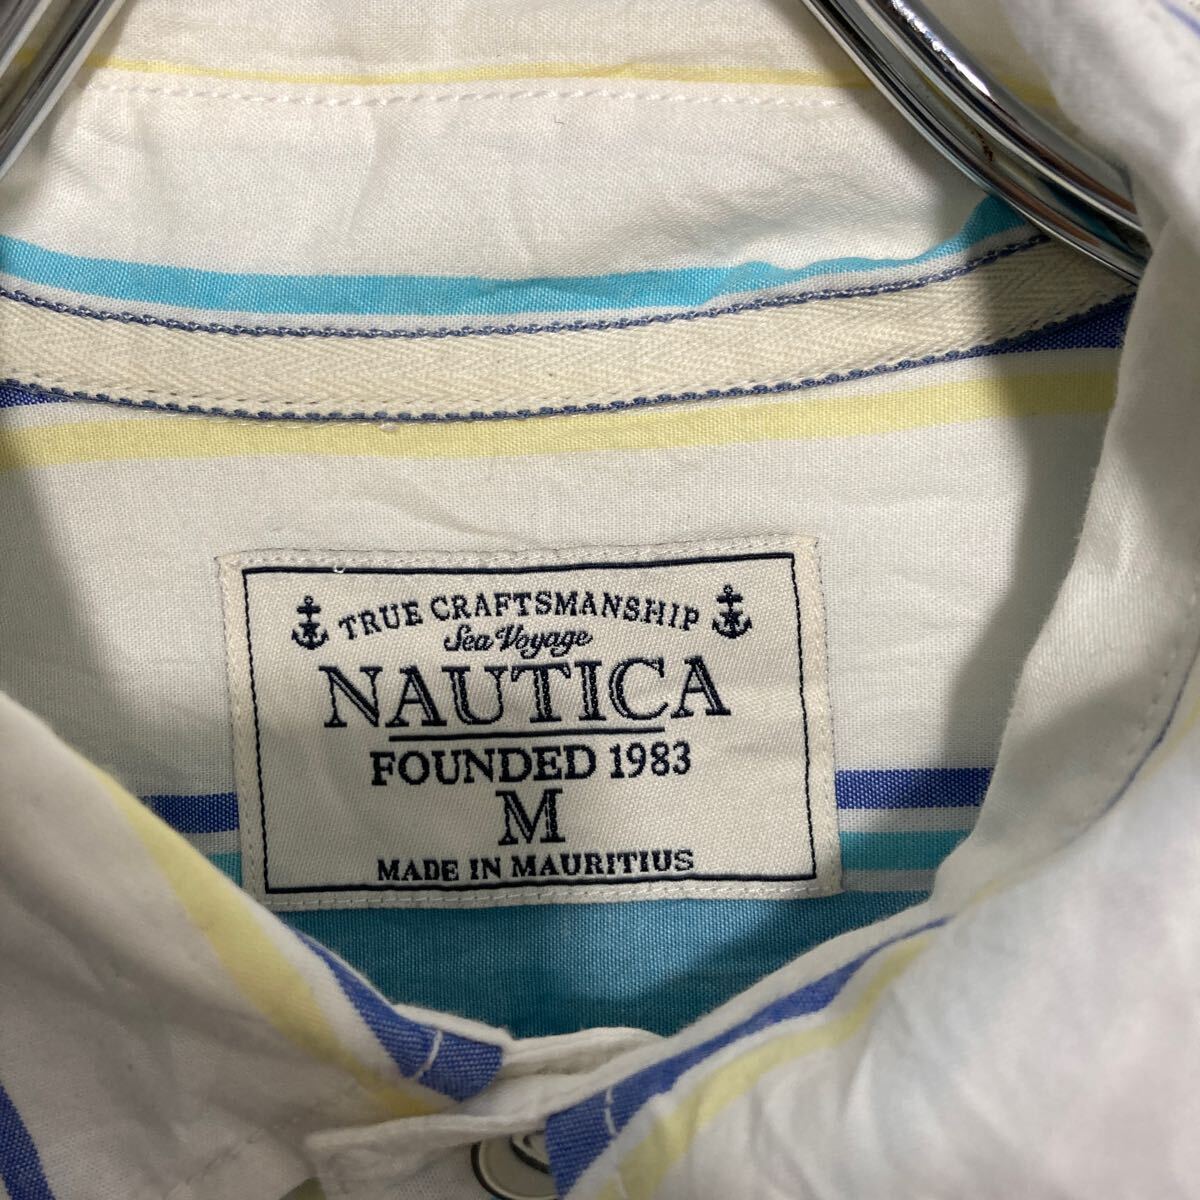 TRUE CRAFTSMANSHIP
Sea Voyage
NAUTICA
FOUNDED 1983
M
MADE IN MAURITIUS